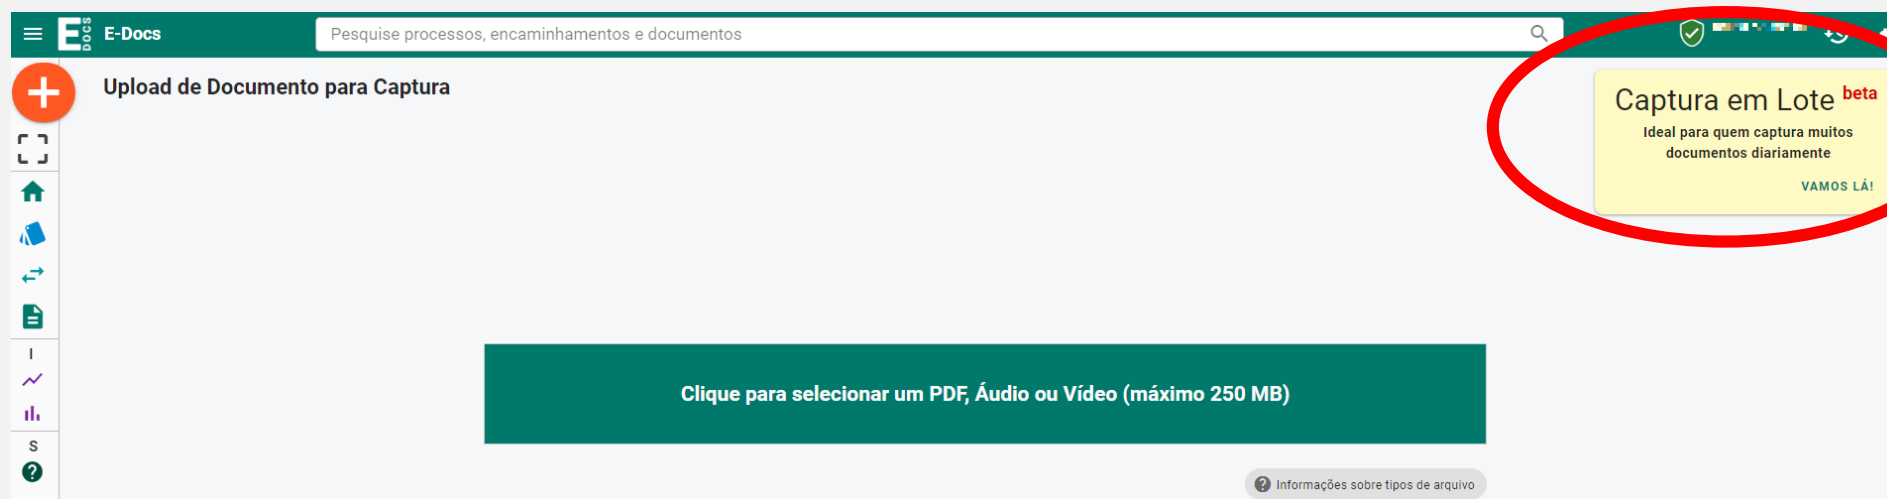 E DOCS E-Docs Pesquise processos, encaminhamentos e documentos
Upload de Documento para Captura
Captura em Lote beta
Ideal para quem captura muitos
documentos diariamente
VAMOS LÁ!
I
Clique para selecionar um PDF, Áudio ou Vídeo (máximo 250 MB)
S
Informações sobre tipos de arquivo